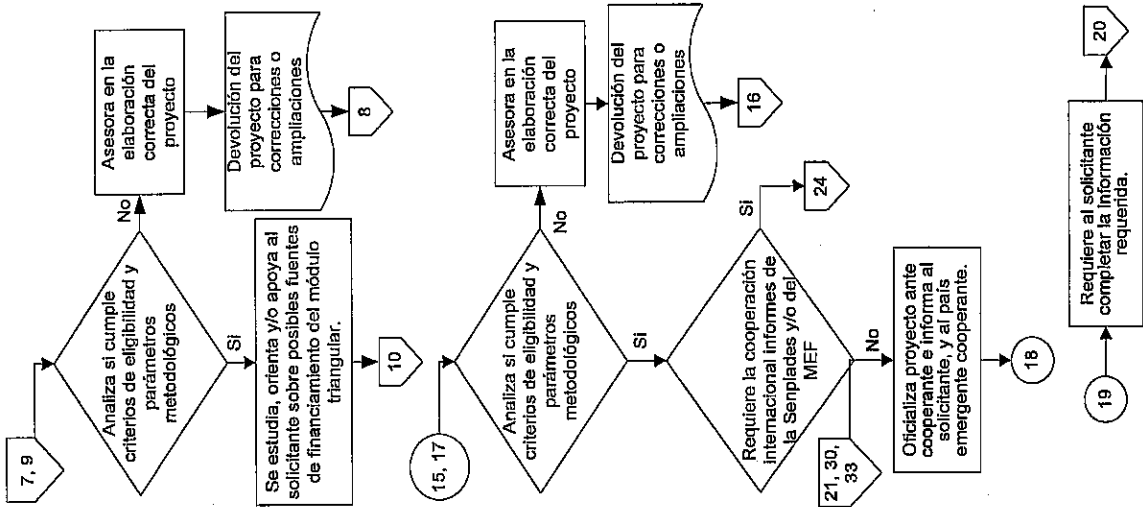 7, 9
Analiza si cumple
criterios de eligibilidad y
parámetros
metodológicos
No
Asesora en la
elaboración
correcta del
proyecto
Devolución del
proyecto para
correcciones o
ampliaciones
8
Si
Se estudia, orienta y/o apoya al
solicitante sobre posibles fuentes
de financiamiento del módulo
triangular.
10
15, 17
Analiza si cumple
criterios de eligibilidad y
parámetros
metodológicos
No
Asesora en la
elaboración
correcta del
proyecto
Devolución del
proyecto para
correcciones o
ampliaciones
16
Si
Requiere la cooperación
internacional informes de
la Senplades y/o del
MEF
Si
24
21, 30,
33
No
Oficializa proyecto ante
cooperante e informa al
solicitante, y al país
emergente cooperante.
18
19
Requiere al solicitante
completar la información
requerida.
20